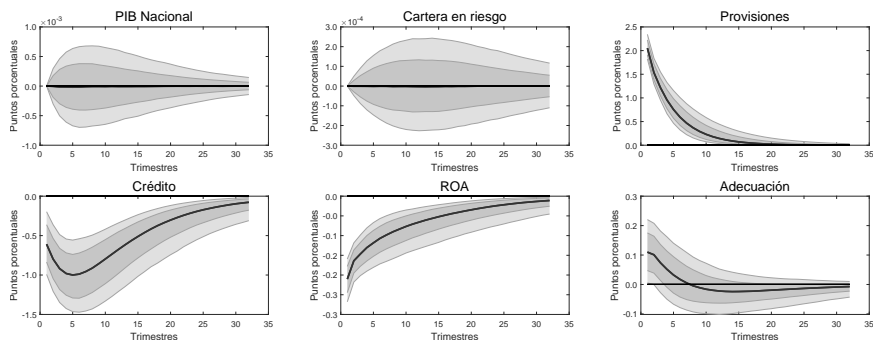 PIB Nacional
×10⁻³
Puntos porcentuales
1.0
0.5
0.0
-0.5
-1.0
0 5 10 15 20 25 30 35
Trimestres
Cartera en riesgo
×10⁻⁴
Puntos porcentuales
3.0
2.0
1.0
0.0
-1.0
-2.0
-3.0
0 5 10 15 20 25 30 35
Trimestres
Provisiones
Puntos porcentuales
2.5
2.0
1.5
1.0
0.5
0.0
0 5 10 15 20 25 30 35
Trimestres
Crédito
Puntos porcentuales
0.0
-0.5
-1.0
-1.5
0 5 10 15 20 25 30 35
Trimestres
ROA
Puntos porcentuales
0.0
-0.0
-0.1
-0.2
-0.2
-0.3
-0.4
0 5 10 15 20 25 30 35
Trimestres
Adecuación
Puntos porcentuales
0.3
0.2
0.1
0.0
-0.1
0 5 10 15 20 25 30 35
Trimestres